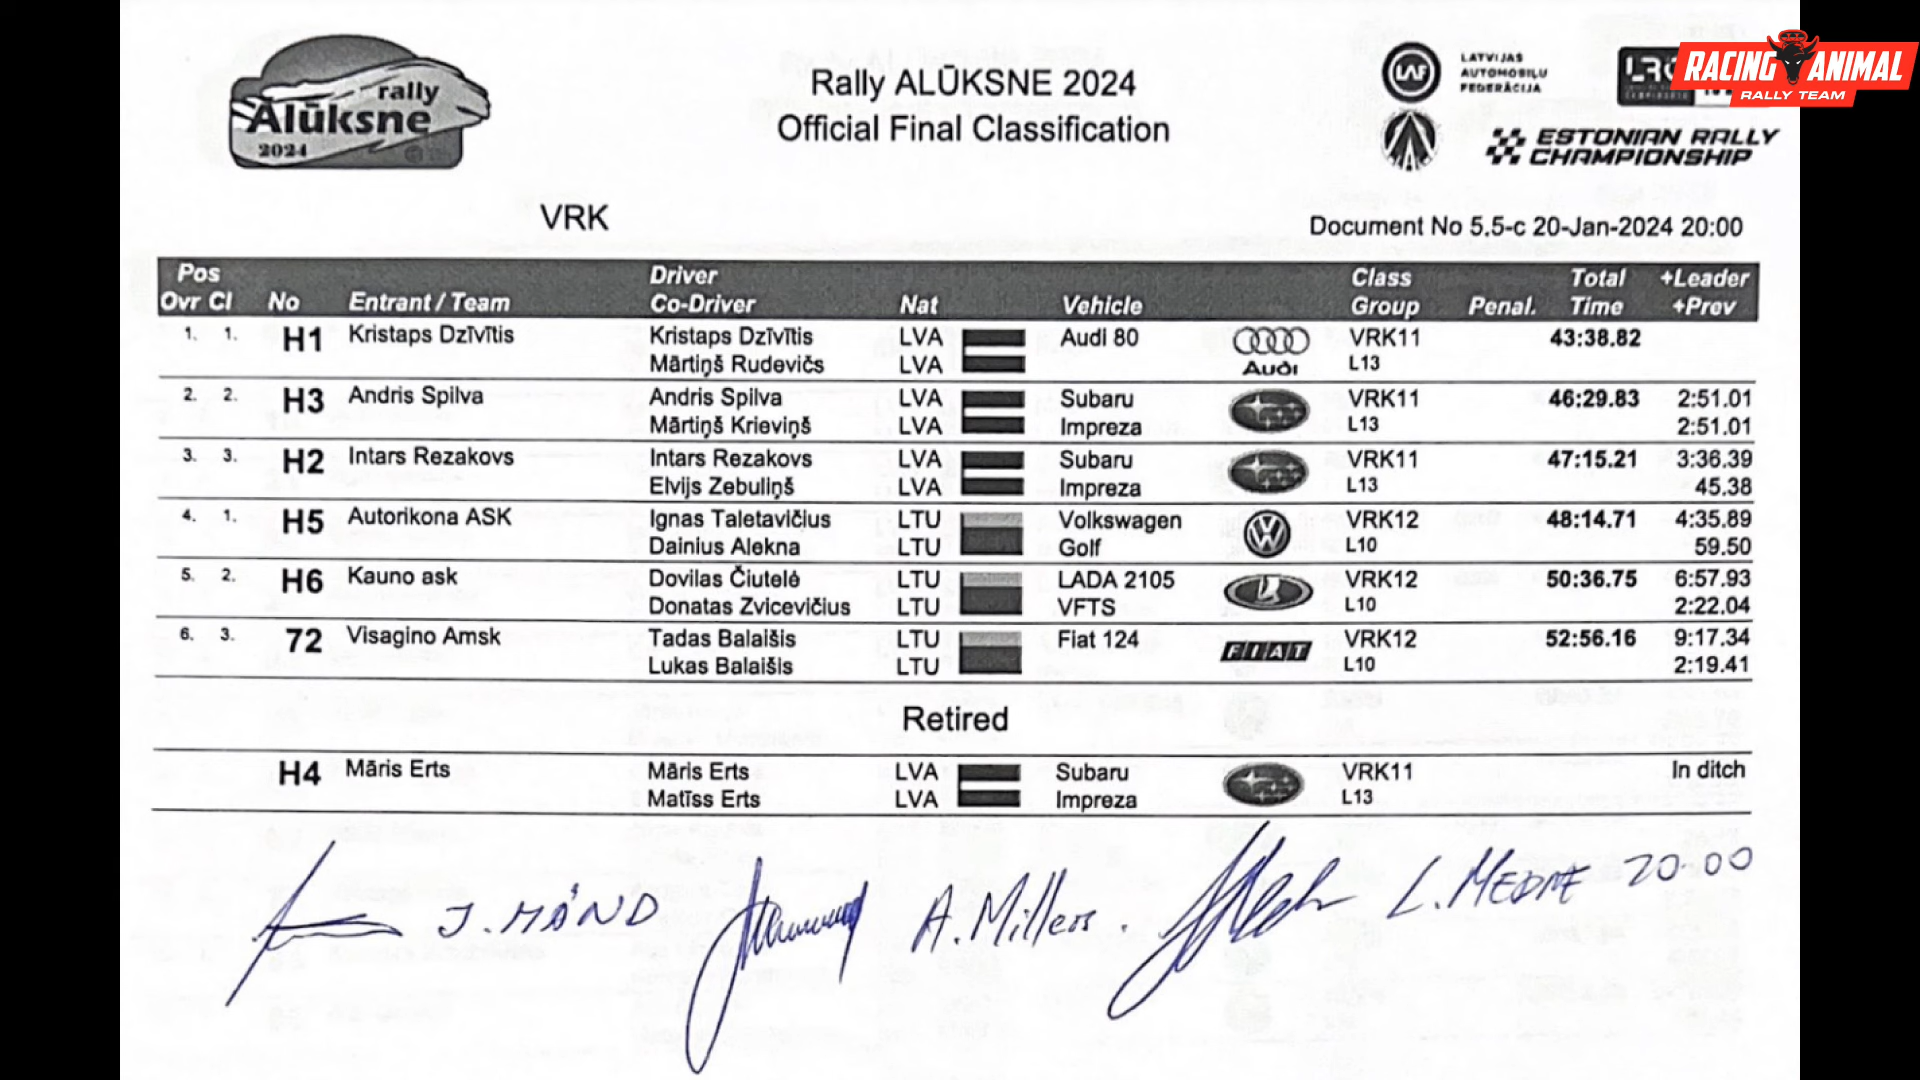 rally
Alūksne
2024
Rally ALŪKSNE 2024
Official Final Classification
LAF
LATVIJAS
AUTOMOBIĻU
FEDERĀCIJA
RACING ANIMAL
RALLY TEAM
ESTONIAN RALLY
CHAMPIONSHIP
VRK
Document No 5.5-c 20-Jan-2024 20:00
Pos Driver Class Total +Leader
Ovr Cl No Entrant / Team Co-Driver Nat Vehicle Group Penal. Time +Prev
1. 1. H1 Kristaps Dzīvītis Kristaps Dzīvītis LVA Audi 80 VRK11 43:38.82
Mārtiņš Rudevičs LVA Audi L13
2. 2. H3 Andris Spilva Andris Spilva LVA Subaru VRK11 46:29.83 2:51.01
Mārtiņš Krieviņš LVA Impreza L13 2:51.01
3. 3. H2 Intars Rezakovs Intars Rezakovs LVA Subaru VRK11 47:15.21 3:36.39
Elvijs Zebuliņš LVA Impreza L13 45.38
4. 1. H5 Autorikona ASK Ignas Taletavičius LTU Volkswagen VRK12 48:14.71 4:35.89
Dainius Alekna LTU Golf L10 59.50
5. 2. H6 Kauno ask Dovilas Čiutelė LTU LADA 2105 VRK12 50:36.75 6:57.93
Donatas Zvicevičius LTU VFTS L10 2:22.04
6. 3. 72 Visagino Amsk Tadas Balaišis LTU Fiat 124 FIAT VRK12 52:56.16 9:17.34
Lukas Balaišis LTU L10 2:19.41
Retired
H4 Māris Erts Māris Erts LVA Subaru VRK11 In ditch
Matīss Erts LVA Impreza L13
J. MÄND A. Millers. L. MEDNE 20:00